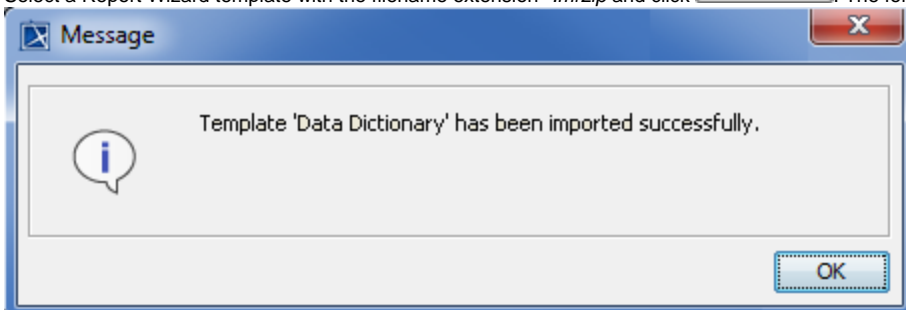 Select a Report Wizard template with the filename extension and click The
Message
Template 'Data Dictionary' has been imported successfully.
OK